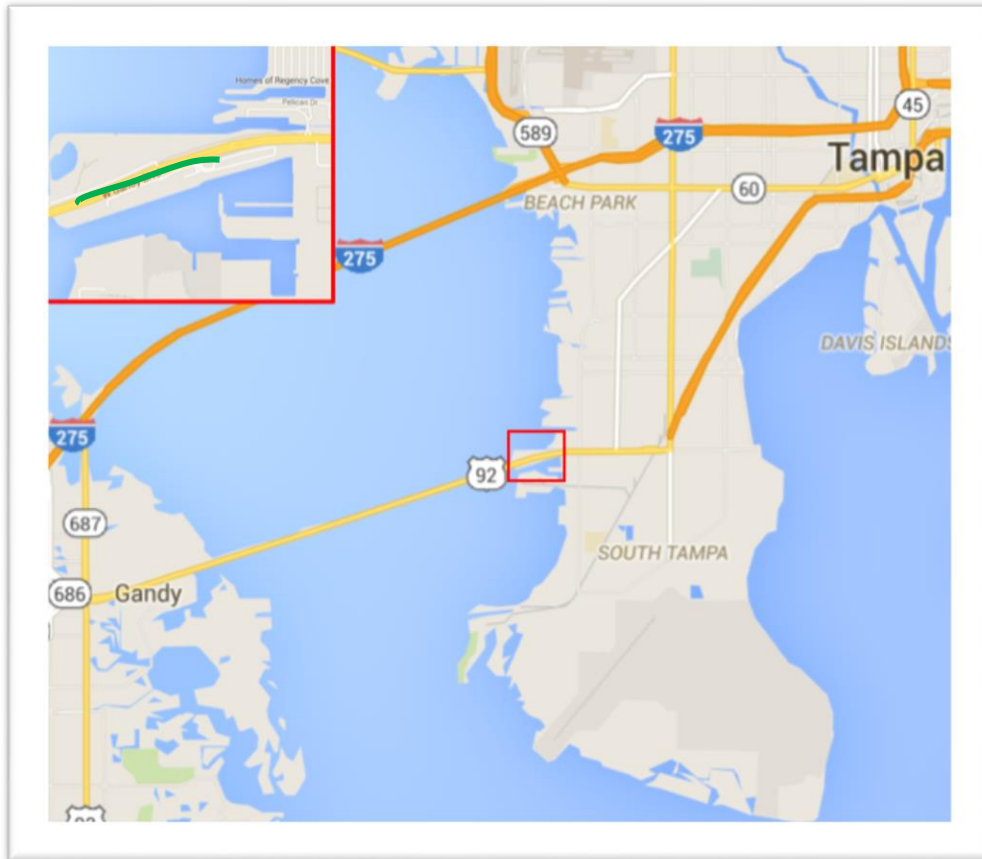 Homes of Regency Cove
Pelican Dr
589
275
45
Tampa
60
BEACH PARK
275
DAVIS ISLANDS
275
92
687
SOUTH TAMPA
686
Gandy